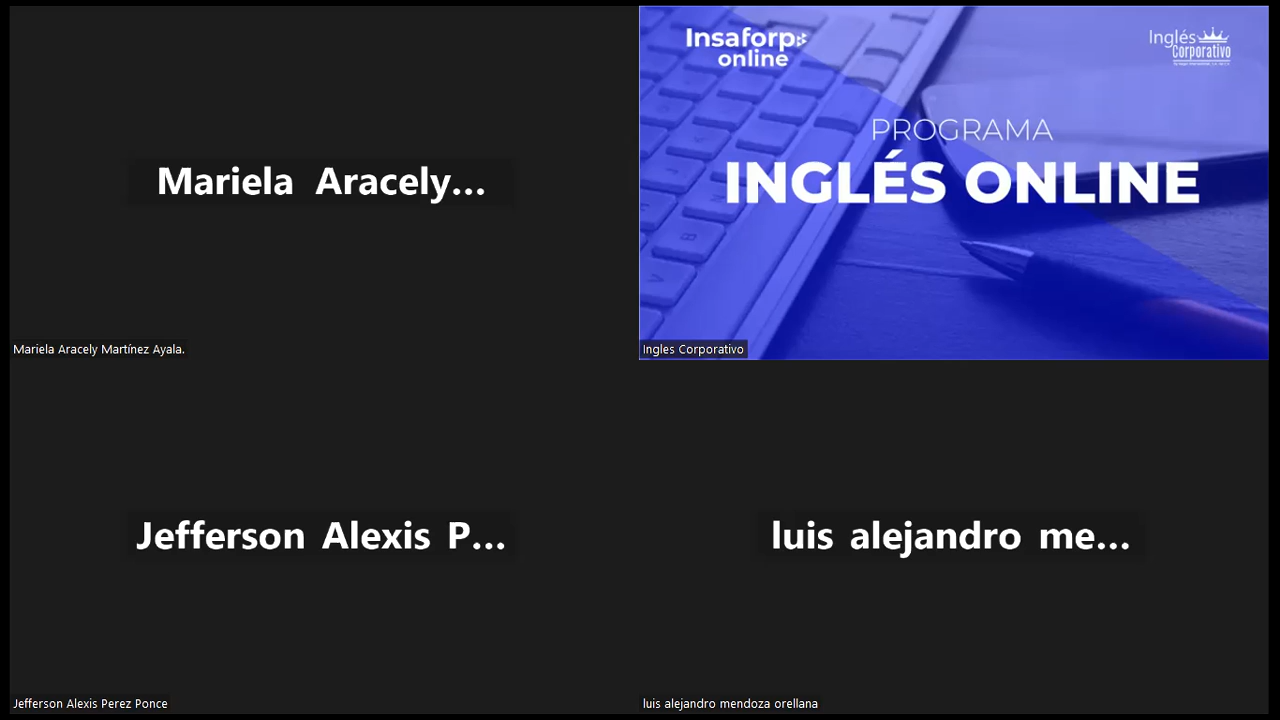 Mariela Aracely...
Mariela Aracely Martínez Ayala.
Insaforp
online
Inglés
Corporativo
PROGRAMA
INGLÉS ONLINE
Ingles Corporativo
Jefferson Alexis P...
Jefferson Alexis Perez Ponce
luis alejandro me...
luis alejandro mendoza orellana